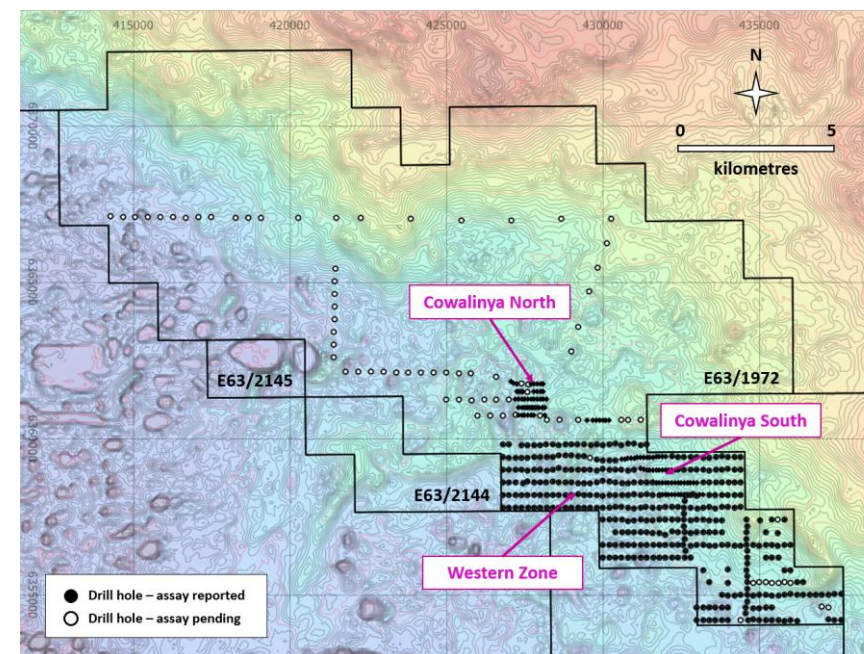 415000 420000 425000 430000 435000
N
6370000
0 5
kilometres
6365000
Cowalinya North
E63/2145
E63/1972
Cowalinya South
6360000
E63/2144
Western Zone
6355000
Drill hole – assay reported
Drill hole – assay pending